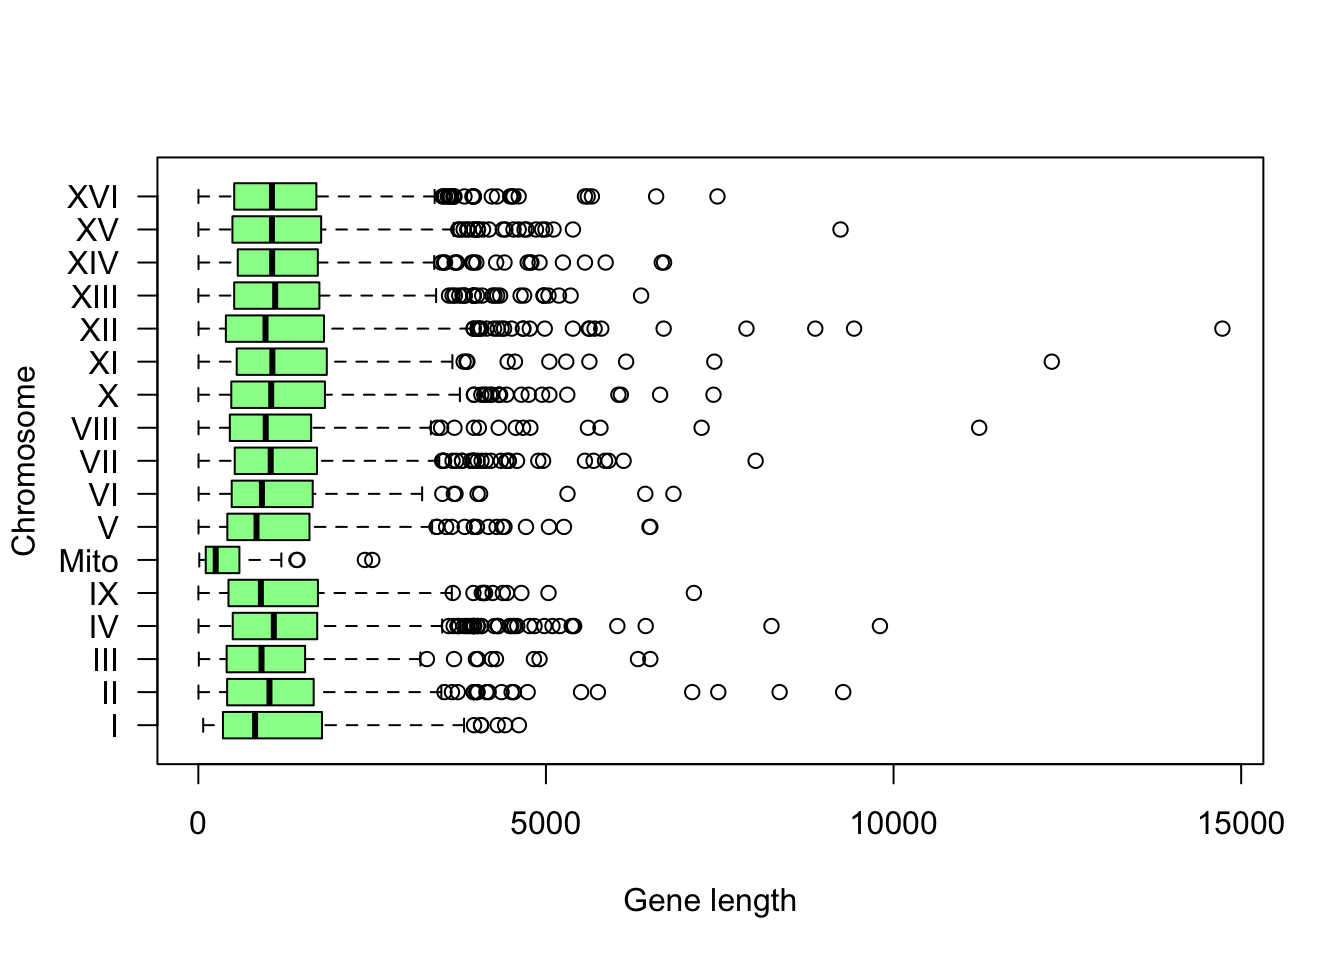 XVI
XV
XIV
XIII
XII
XI
X
VIII
VII
VI
V
Mito
IX
IV
III
II
I
Chromosome
0 5000 10000 15000
Gene length